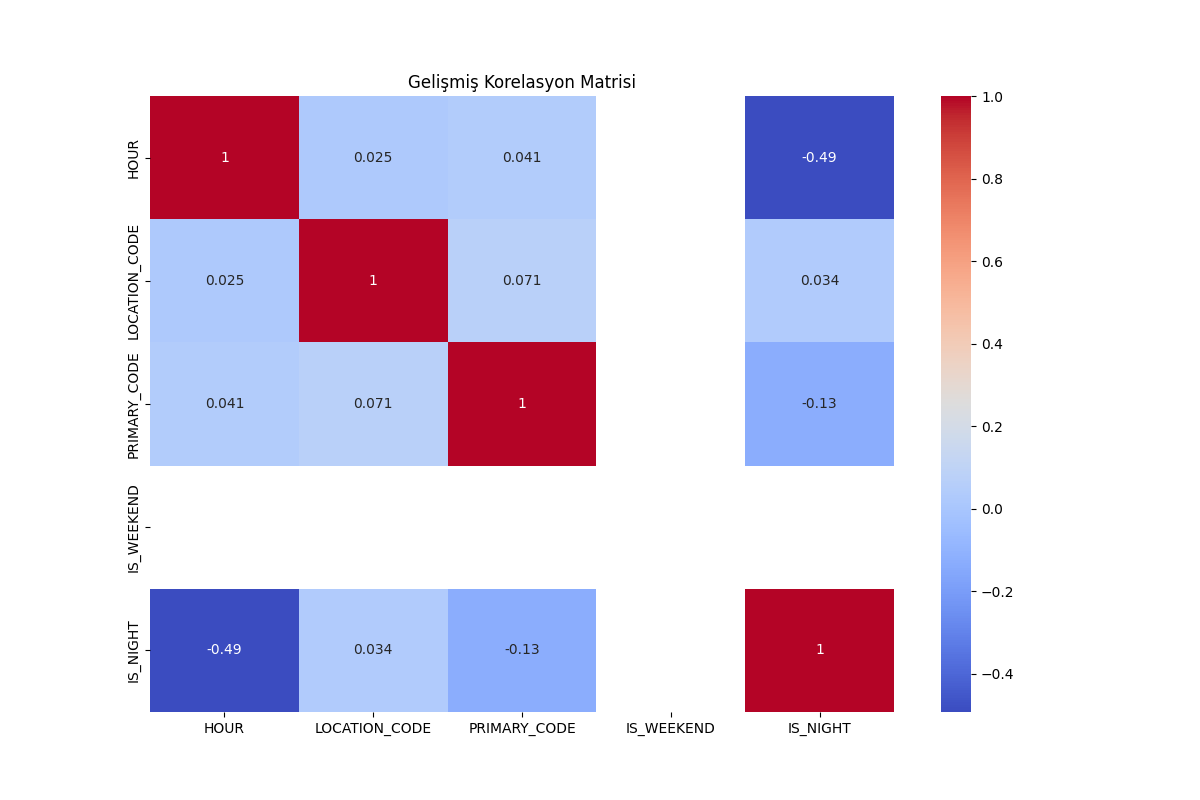 Gelişmiş Korelasyon Matrisi
HOUR
1
0.025
0.041
-0.49
LOCATION_CODE
0.025
1
0.071
0.034
PRIMARY_CODE
0.041
0.071
1
-0.13
IS_WEEKEND
IS_NIGHT
-0.49
0.034
-0.13
1
HOUR
LOCATION_CODE
PRIMARY_CODE
IS_WEEKEND
IS_NIGHT
1.0
0.8
0.6
0.4
0.2
0.0
−0.2
−0.4